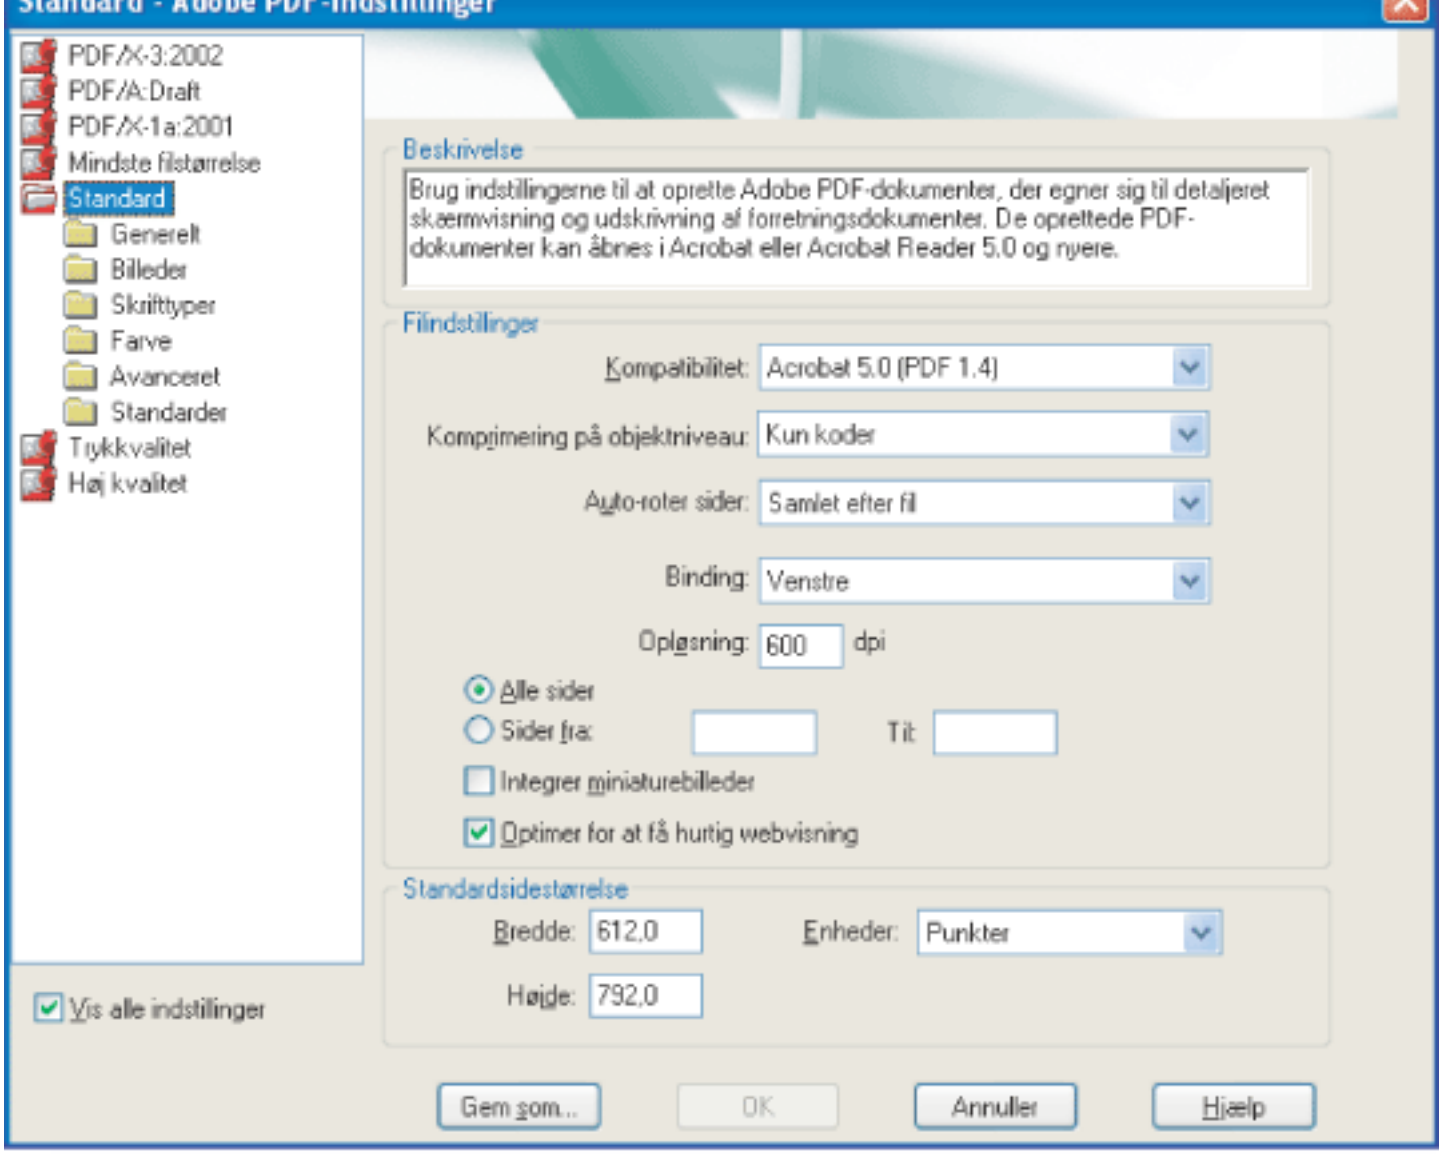 Standard - Adobe PDF-indstillinger
PDF/X-3:2002
PDF/A:Draft
PDF/X-1a:2001
Mindste filstørrelse
Standard
Generelt
Billeder
Skrifttyper
Farve
Avanceret
Standarder
Trykkvalitet
Høj kvalitet
Vis alle indstillinger
Beskrivelse
Brug indstillingerne til at oprette Adobe PDF-dokumenter, der egner sig til detaljeret
skærmvisning og udskrivning af forretningsdokumenter. De oprettede PDF-
dokumenter kan åbnes i Acrobat eller Acrobat Reader 5.0 og nyere.
Filindstillinger
Kompatibilitet: Acrobat 5.0 (PDF 1.4)
Komprimering på objektniveau: Kun koder
Auto-roter sider: Samlet efter fil
Binding: Venstre
Opløsning: 600 dpi
Alle sider
Sider fra: Til:
Integrer miniaturebilleder
Optimer for at få hurtig webvisning
Standardsidestørrelse
Bredde: 612,0 Enheder: Punkter
Højde: 792,0
Gem som... OK Annuller Hjælp